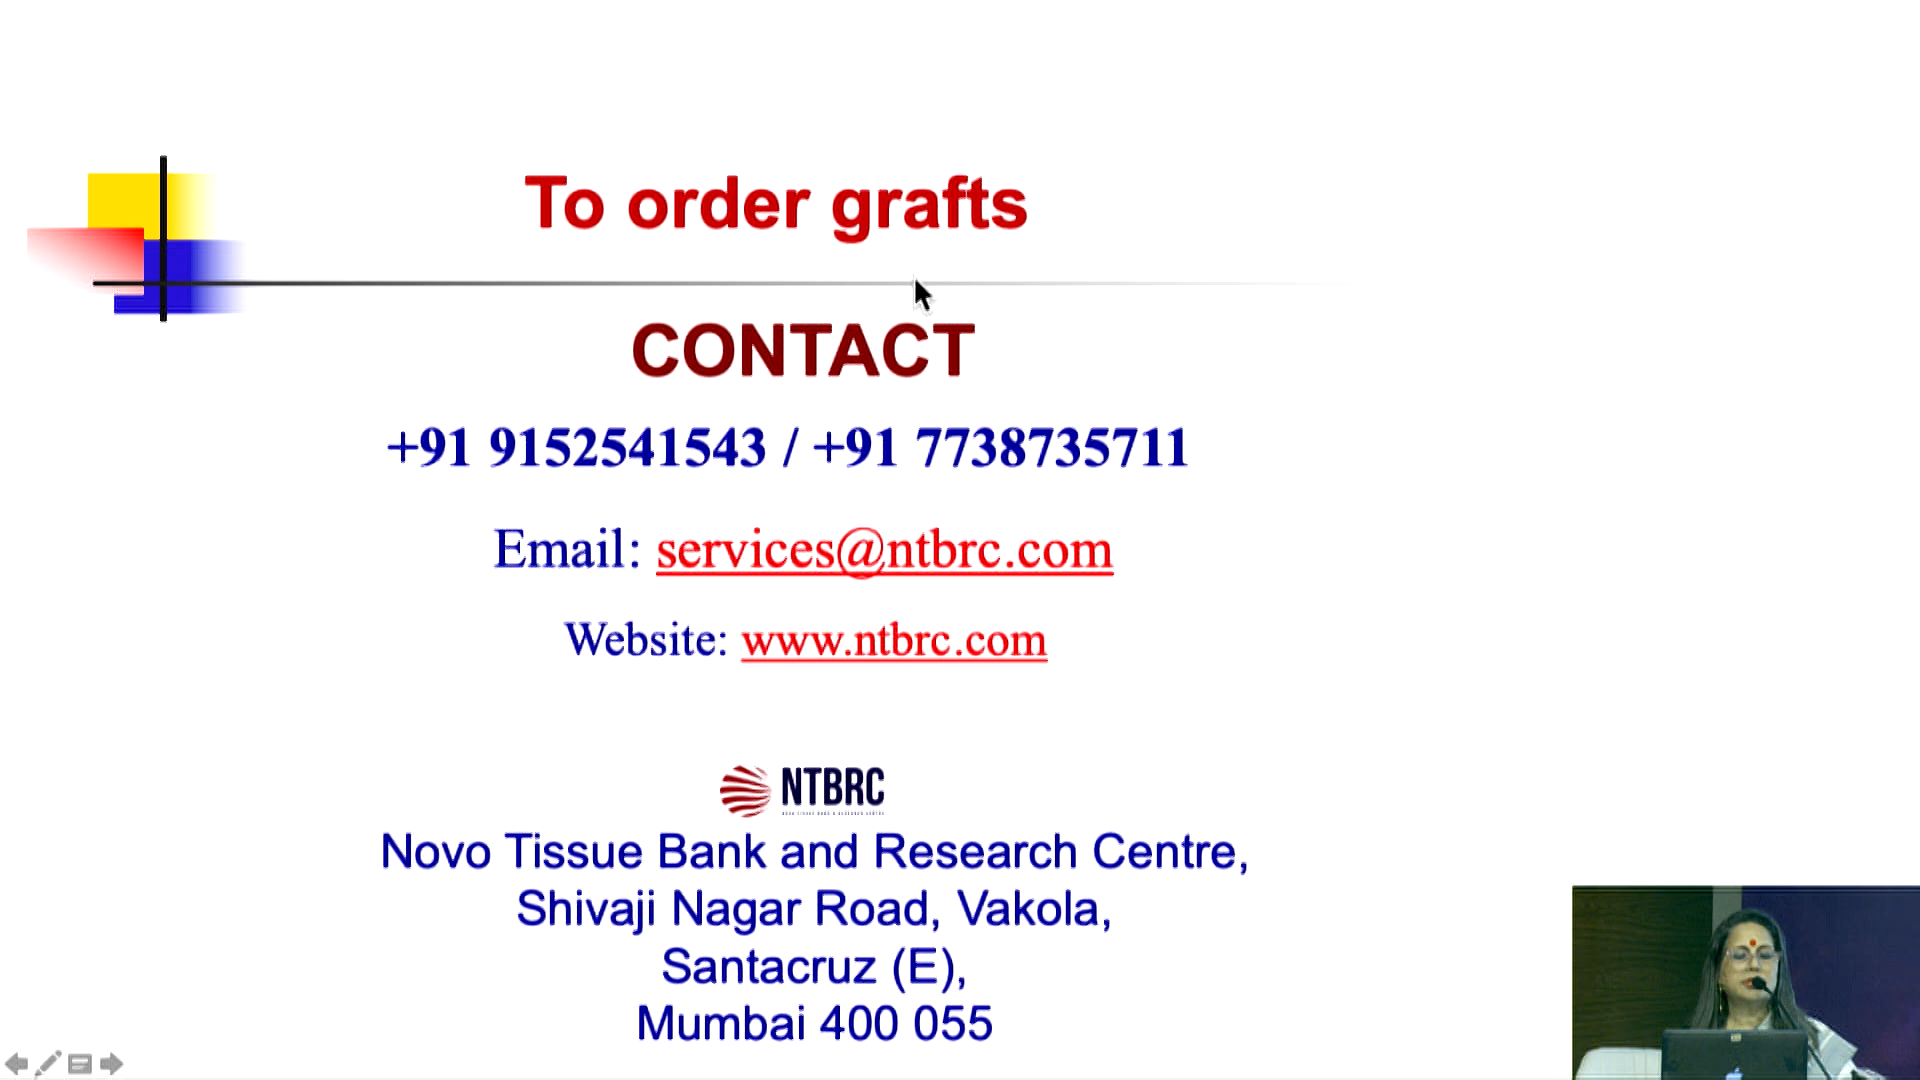 To order grafts
CONTACT
+91 9152541543 / +91 7738735711
Email: services@ntbrc.com
Website: www.ntbrc.com
NTBRC
Novo Tissue Bank and Research Centre,
Shivaji Nagar Road, Vakola,
Santacruz (E),
Mumbai 400 055